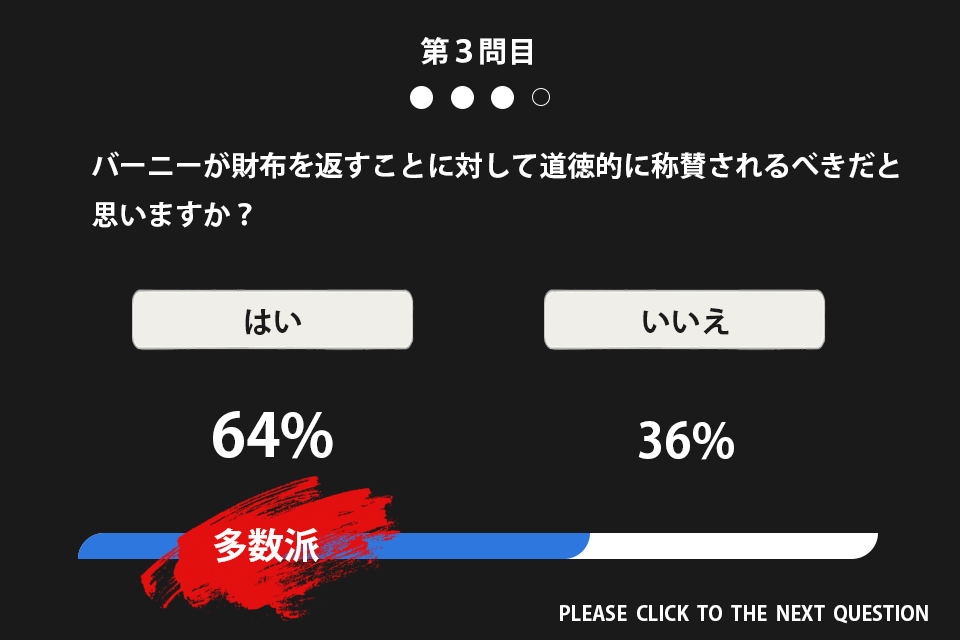 第３問目
バーニーが財布を返すことに対して道徳的に称賛されるべきだと
思いますか？
はい
いいえ
64%
36%
多数派
PLEASE CLICK TO THE NEXT QUESTION